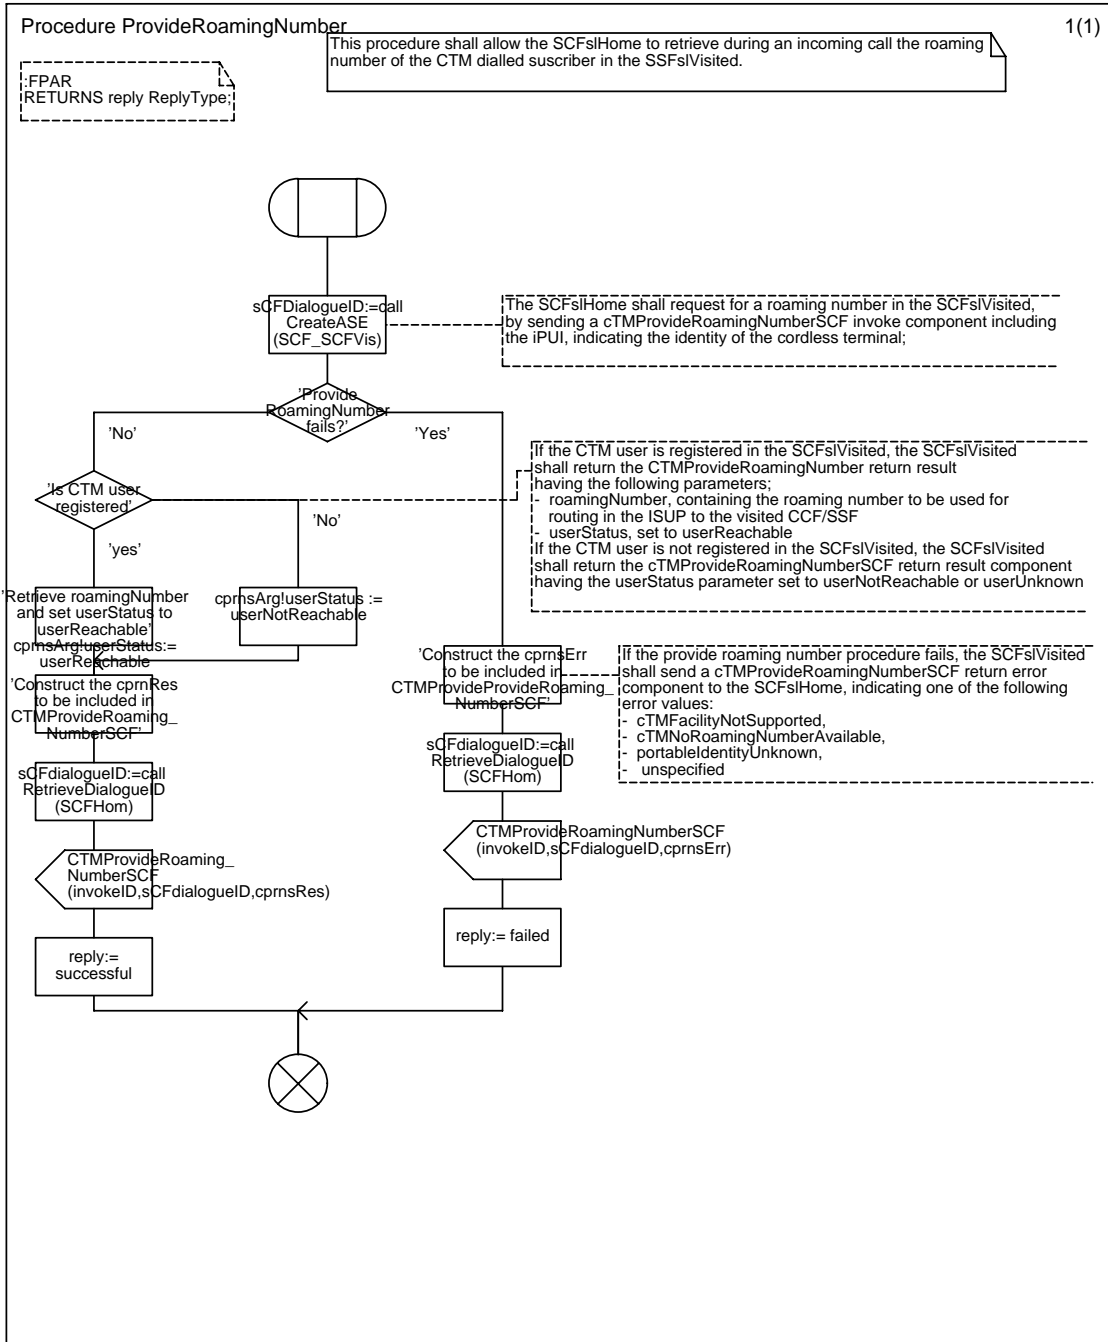 Procedure ProvideRoamingNumber
1(1)
This procedure shall allow the SCFslHome to retrieve during an incoming call the roaming
number of the CTM dialled suscriber in the SSFslVisited.
;FPAR
RETURNS reply ReplyType;
sCFDialogueID:=call
CreateASE
(SCF_SCFVis)
The SCFslHome shall request for a roaming number in the SCFslVisited,
by sending a cTMProvideRoamingNumberSCF invoke component including
the iPUI, indicating the identity of the cordless terminal;
'Provide
RoamingNumber
fails?'
'No'
'Yes'
If the CTM user is registered in the SCFslVisited, the SCFslVisited
shall return the CTMProvideRoamingNumber return result
having the following parameters;
- roamingNumber, containing the roaming number to be used for
routing in the ISUP to the visited CCF/SSF
- userStatus, set to userReachable
If the CTM user is not registered in the SCFslVisited, the SCFslVisited
shall return the cTMProvideRoamingNumberSCF return result component
having the userStatus parameter set to userNotReachable or userUnknown
'Is CTM user
registered'
'No'
'yes'
'Retrieve roamingNumber
and set userStatus to
userReachable'
cprnsArg!userStatus:=
userReachable
cprnsArg!userStatus :=
userNotReachable
'Construct the cprnsErr
to be included in
CTMProvideProvideRoaming_
NumberSCF'
If the provide roaming number procedure fails, the SCFslVisited
shall send a cTMProvideRoamingNumberSCF return error
component to the SCFslHome, indicating one of the following
error values:
- cTMFacilityNotSupported,
- cTMNoRoamingNumberAvailable,
- portableIdentityUnknown,
- unspecified
'Construct the cprnRes
to be included in
CTMProvideRoaming_
NumberSCF'
sCFdialogueID:=call
RetrieveDialogueID
(SCFHom)
sCFdialogueID:=call
RetrieveDialogueID
(SCFHom)
CTMProvideRoamingNumberSCF
(invokeID,sCFdialogueID,cprnsErr)
CTMProvideRoaming_
NumberSCF
(invokeID,sCFdialogueID,cprnsRes)
reply:= failed
reply:=
successful